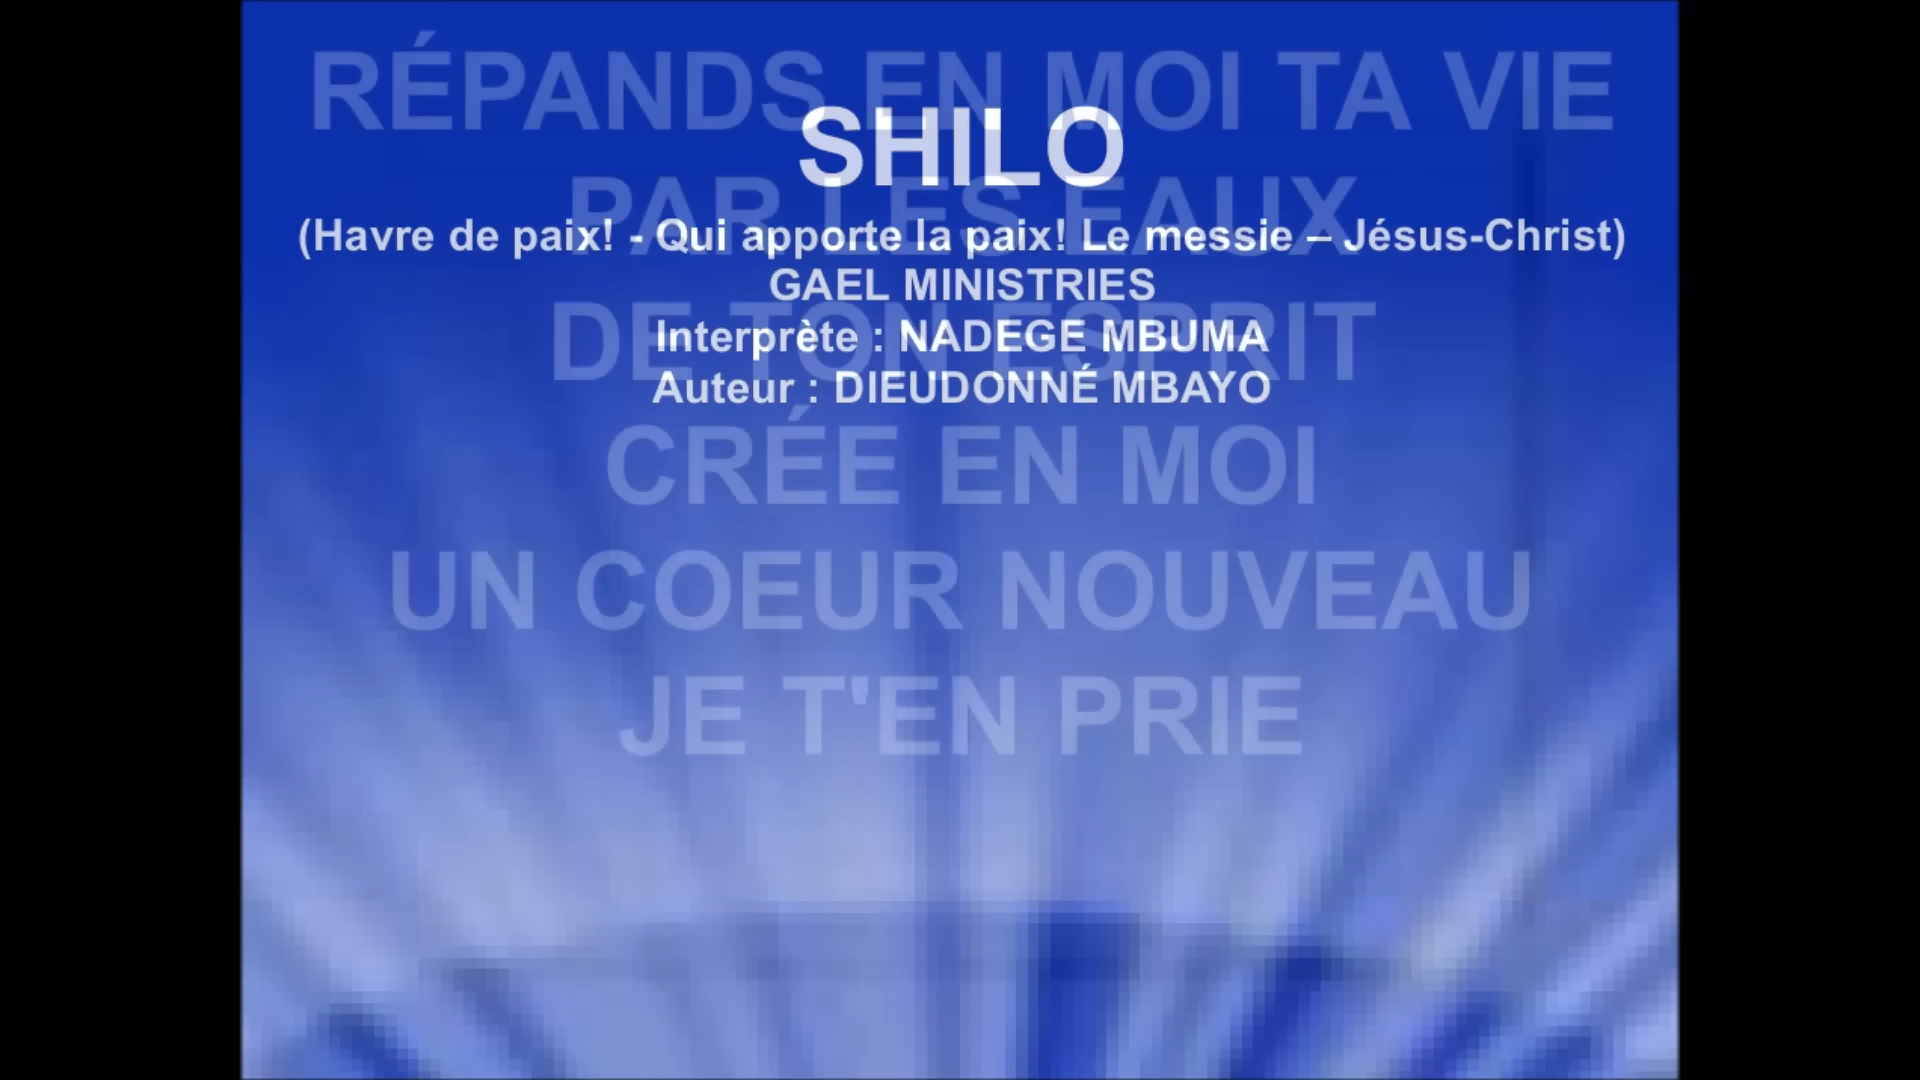 SHILO
(Havre de paix! - Qui apporte la paix! Le messie – Jésus-Christ)
GAEL MINISTRIES
Interprète : NADEGE MBUMA
Auteur : DIEUDONNÉ MBAYO
RÉPANDS EN MOI TA VIE
PAR LES EAUX
DE TON ESPRIT
CRÉE EN MOI
UN COEUR NOUVEAU
JE T'EN PRIE